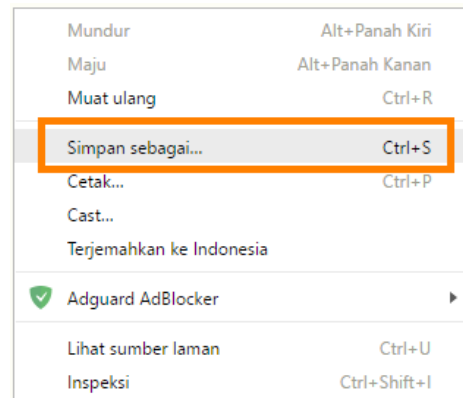 Mundur Alt+Panah Kiri
Maju Alt+Panah Kanan
Muat ulang Ctrl+R
Simpan sebagai... Ctrl+S
Cetak... Ctrl+P
Cast...
Terjemahkan ke Indonesia
Adguard AdBlocker
Lihat sumber laman Ctrl+U
Inspeksi Ctrl+Shift+I